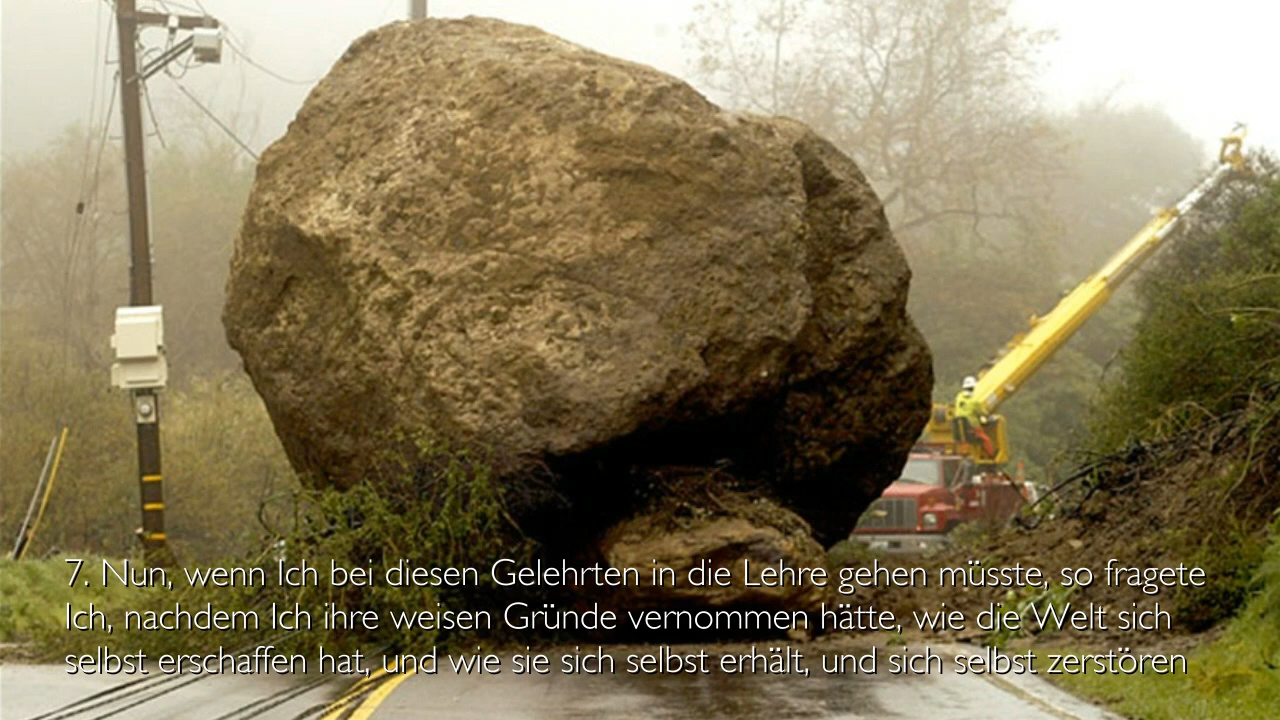 7. Nun, wenn Ich bei diesen Gelehrten in die Lehre gehen müsste, so fragete
Ich, nachdem Ich ihre weisen Gründe vernommen hätte, wie die Welt sich
selbst erschaffen hat, und wie sie sich selbst erhält, und sich selbst zerstören